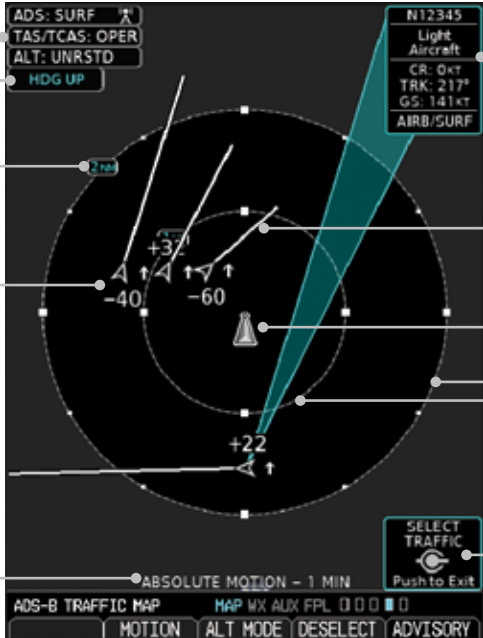 ADS: SURF
TAS/TCAS: OPER
ALT: UNRSTD
HDG UP
N12345
Light
Aircraft
CR: 0KT
TRK: 217°
GS: 141KT
AIRB/SURF
2NM
+32
-40
-60
+22
SELECT
TRAFFIC
Push to Exit
ABSOLUTE MOTION - 1 MIN
ADS-B TRAFFIC MAP
MAP WX AUX FPL
MOTION ALT MODE DESELECT ADVISORY